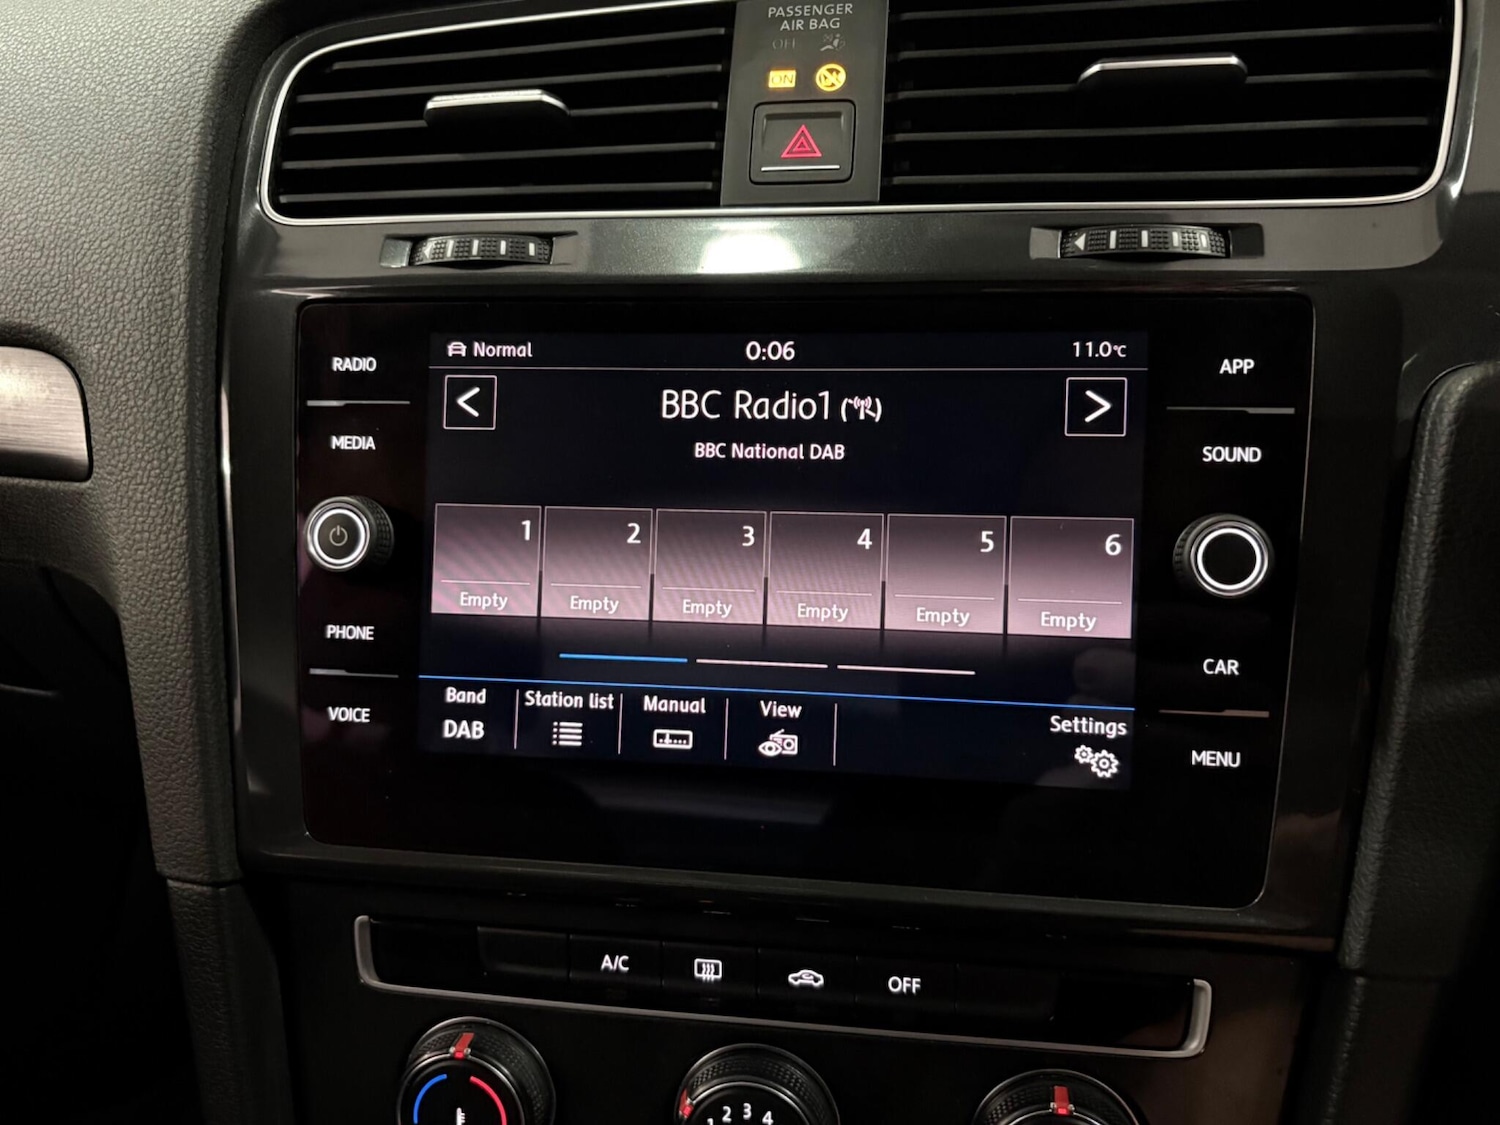 PASSENGER
AIR BAG
OFF
ON
RADIO
MEDIA
PHONE
VOICE
Normal
0:06
11.0°C
BBC Radio1
BBC National DAB
1
2
3
4
5
6
Empty
Empty
Empty
Empty
Empty
Empty
Band
DAB
Station list
Manual
View
Settings
APP
SOUND
CAR
MENU
A/C
OFF
2 3 4